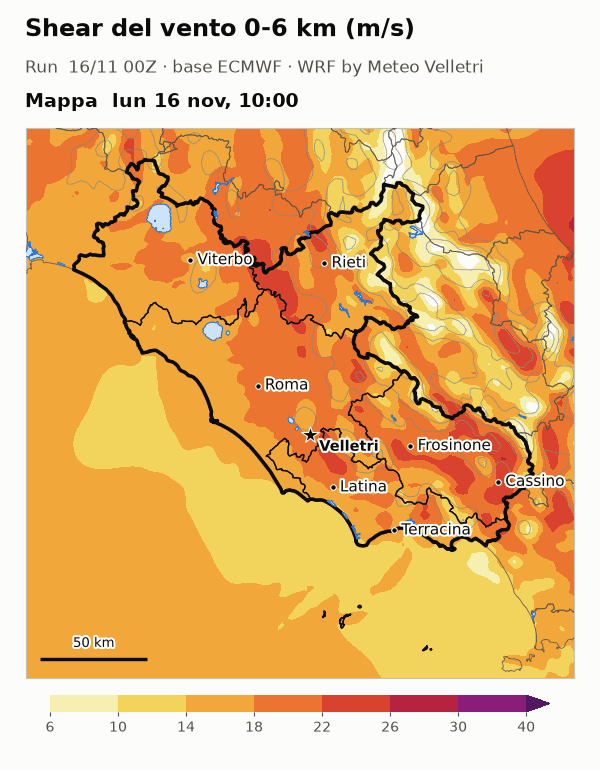 Shear del vento 0-6 km (m/s)
Run  16/11 00Z · base ECMWF · WRF by Meteo Velletri
Mappa  lun 16 nov, 10:00
Viterbo
Rieti
Roma
Velletri
Frosinone
Cassino
Latina
Terracina
50 km
6 10 14 18 22 26 30 40